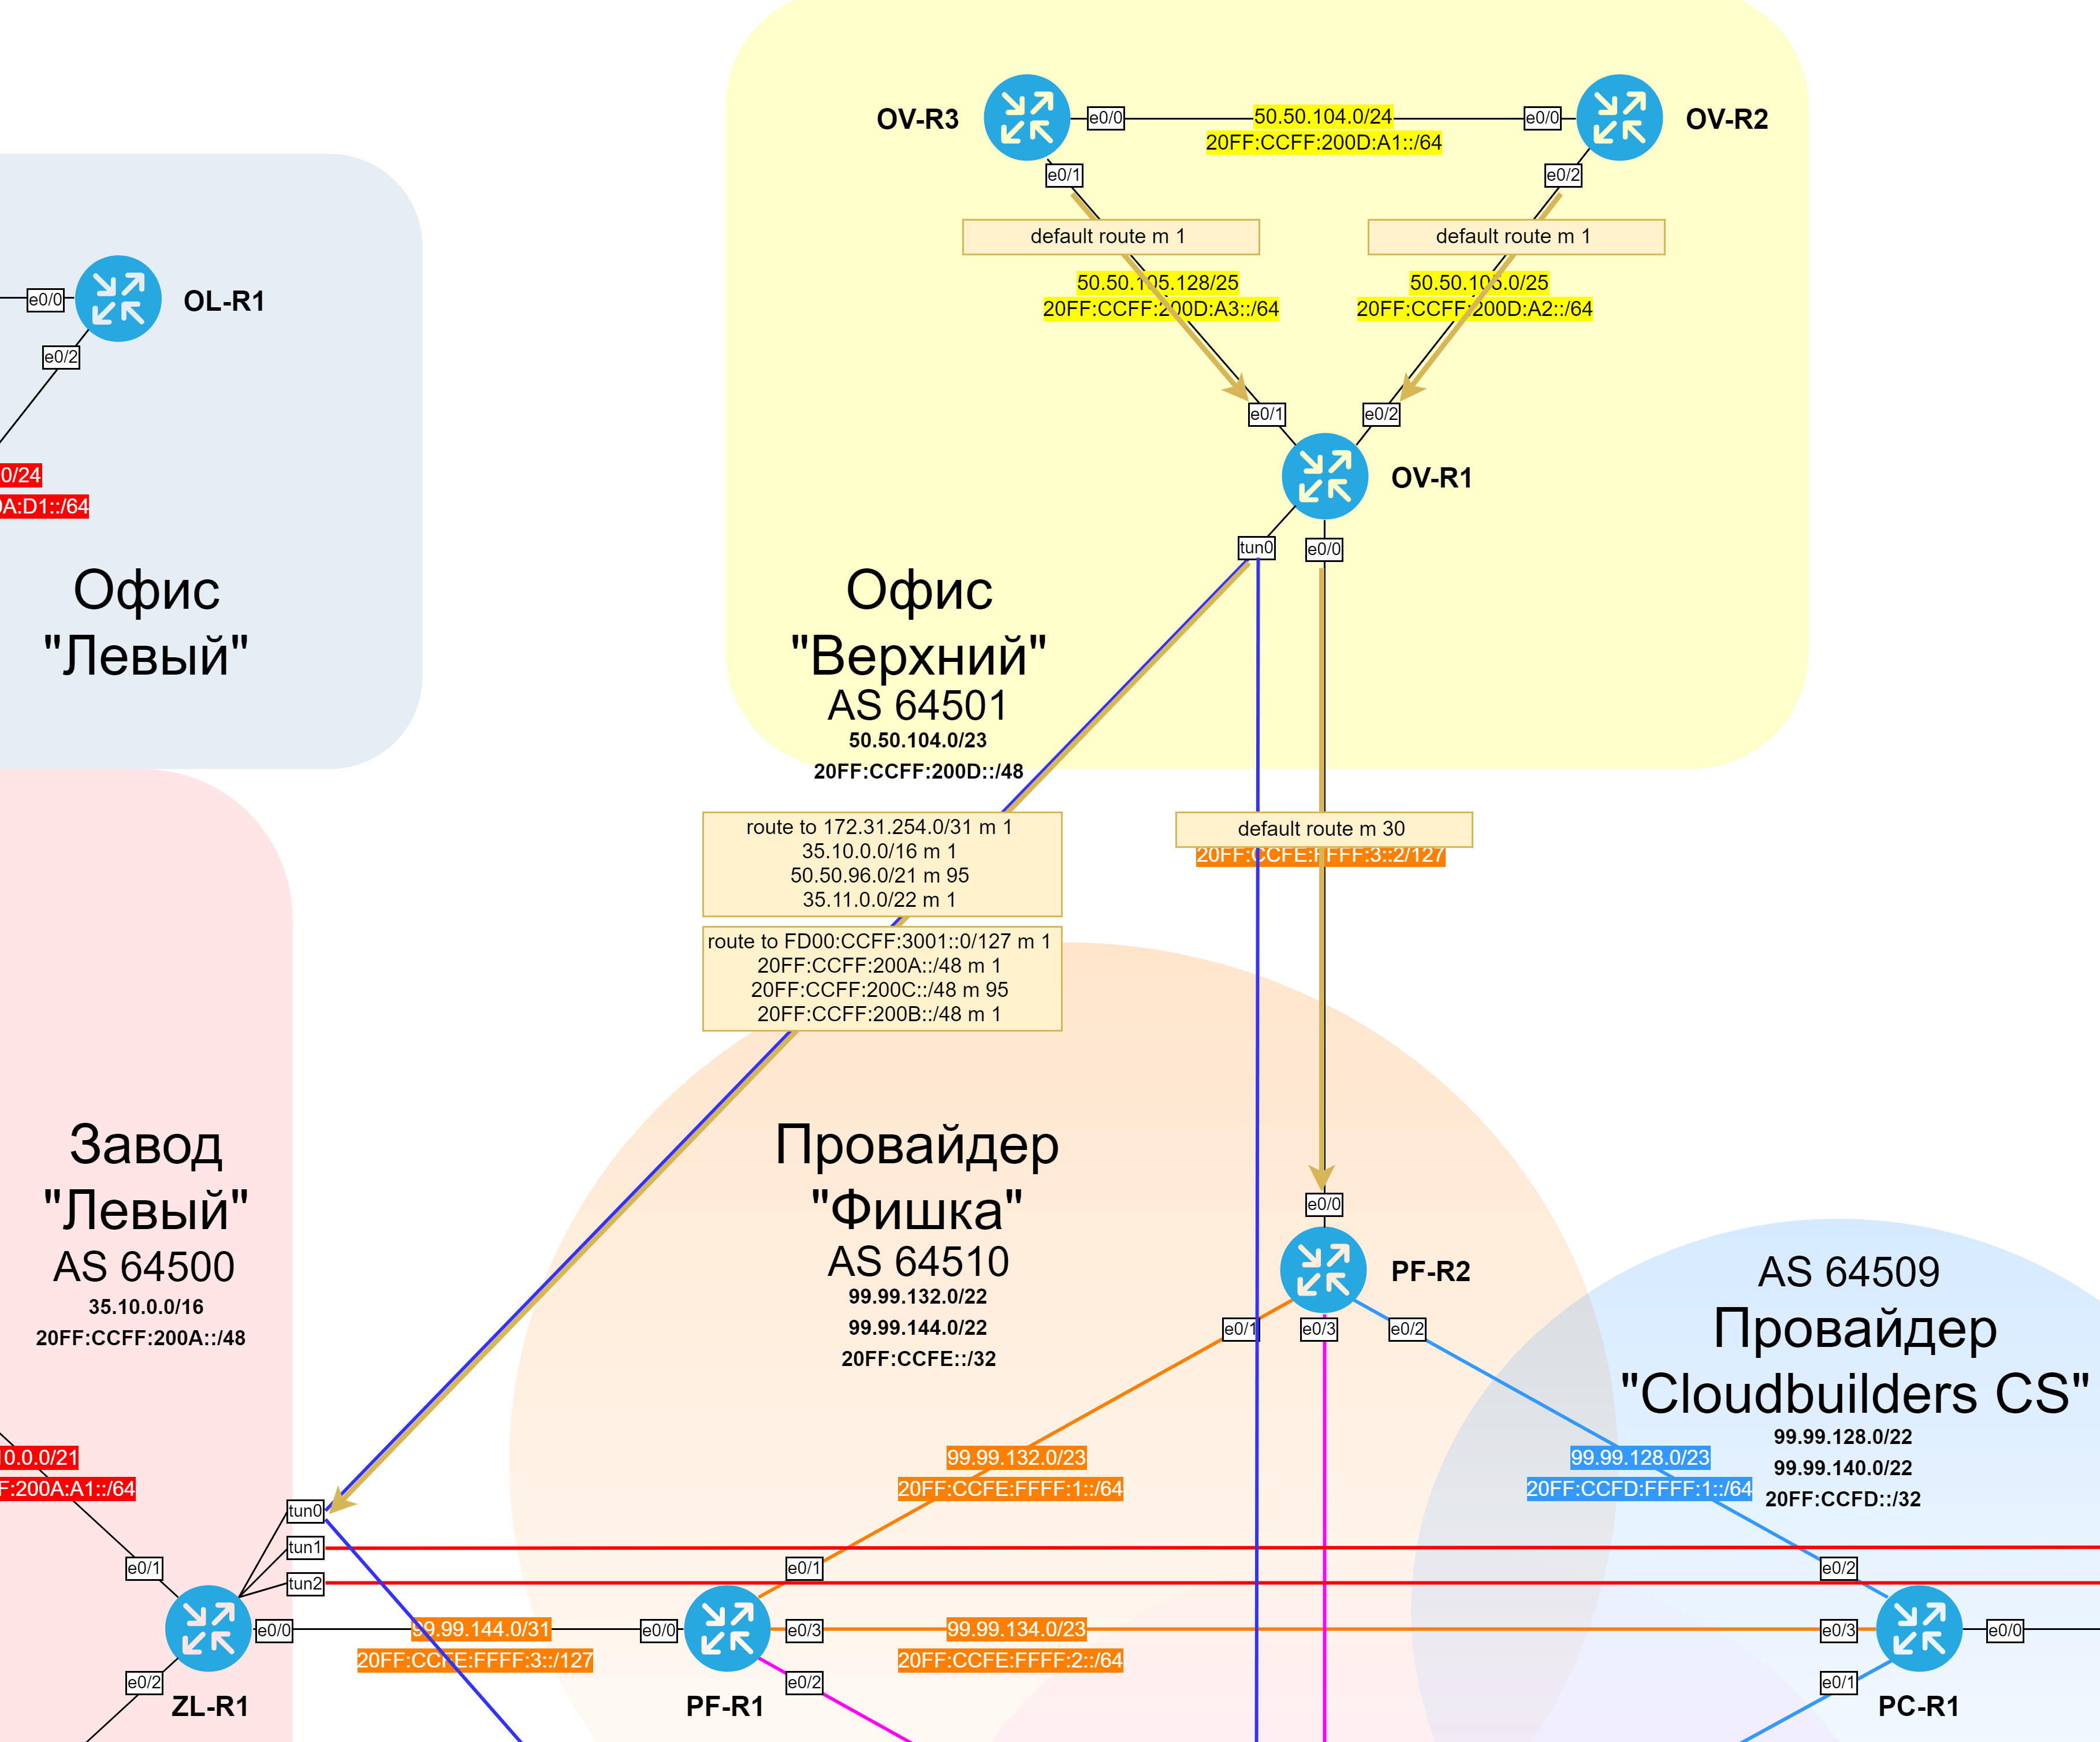 OV-R3
e0/0
50.50.104.0/24
20FF:CCFF:200D:A1::/64
e0/0
OV-R2
e0/1
e0/2
default route m 1
default route m 1
50.50.105.128/25
20FF:CCFF:200D:A3::/64
50.50.105.0/25
20FF:CCFF:200D:A2::/64
e0/1
e0/2
OV-R1
tun0
e0/0
e0/0
OL-R1
e0/2
0/24
0A:D1::/64
Офис
"Левый"
Офис
"Верхний"
AS 64501
50.50.104.0/23
20FF:CCFF:200D::/48
route to 172.31.254.0/31 m 1
35.10.0.0/16 m 1
50.50.96.0/21 m 95
35.11.0.0/22 m 1
default route m 30
20FF:CCFE:FFFF:3::2/127
route to FD00:CCFF:3001::0/127 m 1
20FF:CCFF:200A::/48 m 1
20FF:CCFF:200C::/48 m 95
20FF:CCFF:200B::/48 m 1
Завод
"Левый"
AS 64500
35.10.0.0/16
20FF:CCFF:200A::/48
Провайдер
"Фишка"
AS 64510
99.99.132.0/22
99.99.144.0/22
20FF:CCFE::/32
e0/0
PF-R2
e0/1
e0/3
e0/2
AS 64509
Провайдер
"Cloudbuilders CS"
99.99.128.0/22
99.99.140.0/22
20FF:CCFD::/32
10.0.0/21
F:200A:A1::/64
99.99.132.0/23
20FF:CCFE:FFFF:1::/64
99.99.128.0/23
20FF:CCFD:FFFF:1::/64
tun0
tun1
tun2
e0/1
e0/1
e0/2
e0/0
99.99.144.0/31
20FF:CCFE:FFFF:3::/127
e0/0
e0/3
99.99.134.0/23
20FF:CCFE:FFFF:2::/64
e0/3
e0/0
e0/2
ZL-R1
PF-R1
e0/2
e0/1
PC-R1